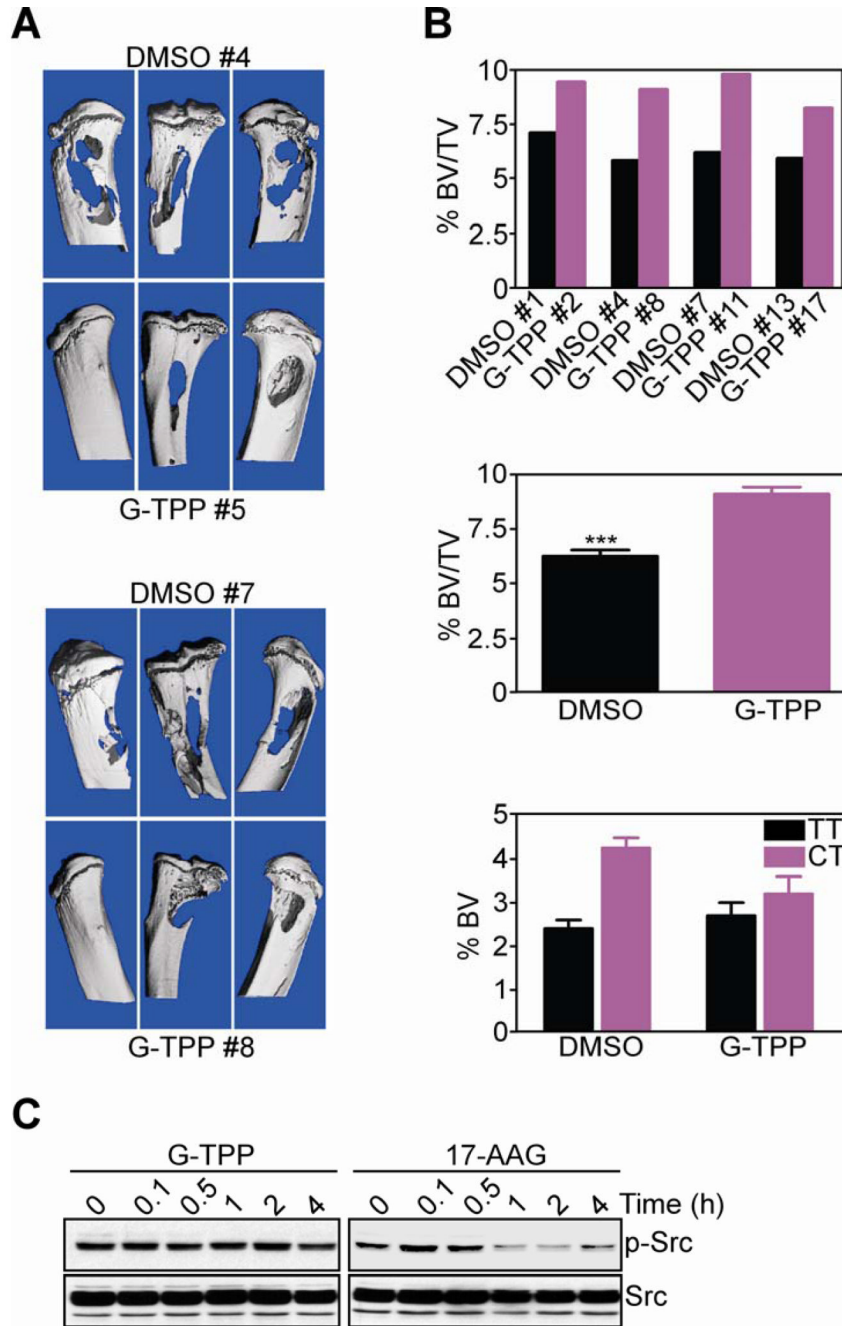 A
DMSO #4
G-TPP #5
DMSO #7
G-TPP #8
B
% BV/TV
10
7.5
5
2.5
0
DMSO #1
G-TPP #2
DMSO #4
G-TPP #8
DMSO #7
G-TPP #11
DMSO #13
G-TPP #17
% BV/TV
10
7.5
5
2.5
0
***
DMSO G-TPP
% BV
5
4
3
2
1
0
TT
CT
DMSO G-TPP
C
G-TPP 17-AAG
0 0.1 0.5 1 2 4 0 0.1 0.5 1 2 4 Time (h)
p-Src
Src